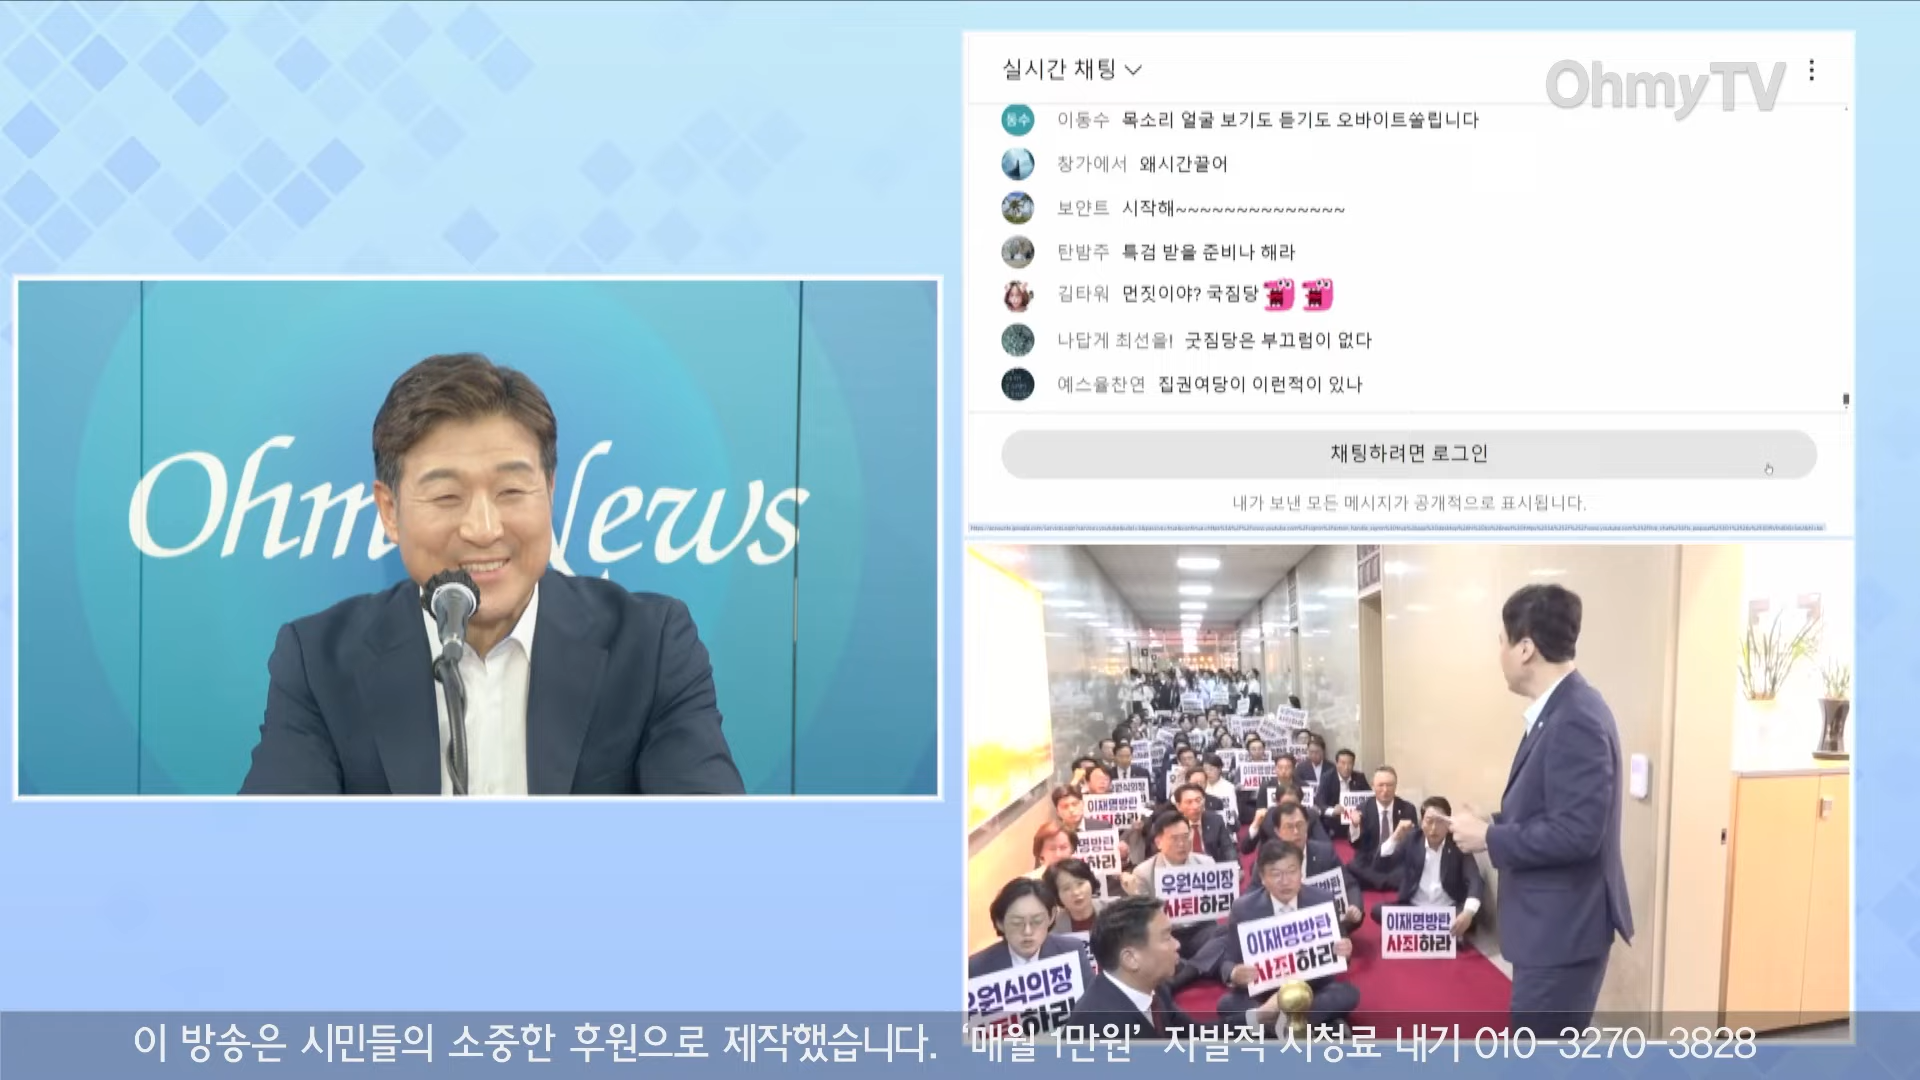 실시간 채팅
OhmyTV
이동수 목소리 얼굴 보기도 듣기도 오바이트쏠립니다
창가에서 왜시간끌어
보얀트 시작해~~~~~~~~~~~~~~
탄밤주 특검 받을 준비나 해라
김타워 먼짓이야? 국짐당
나답게 최선을! 굿짐당은 부끄럼이 없다
예스율찬연 집권여당이 이런적이 있나
채팅하려면 로그인
내가 보낸 모든 메시지가 공개적으로 표시됩니다.
Ohm News
우원식의장
사퇴하라
이재명방탄
사죄하라
이재명방탄
사죄하라
우원식의장
하라
이 방송은 시민들의 소중한 후원으로 제작했습니다. ‘매월 1만원’ 자발적 시청료 내기 010-3270-3828